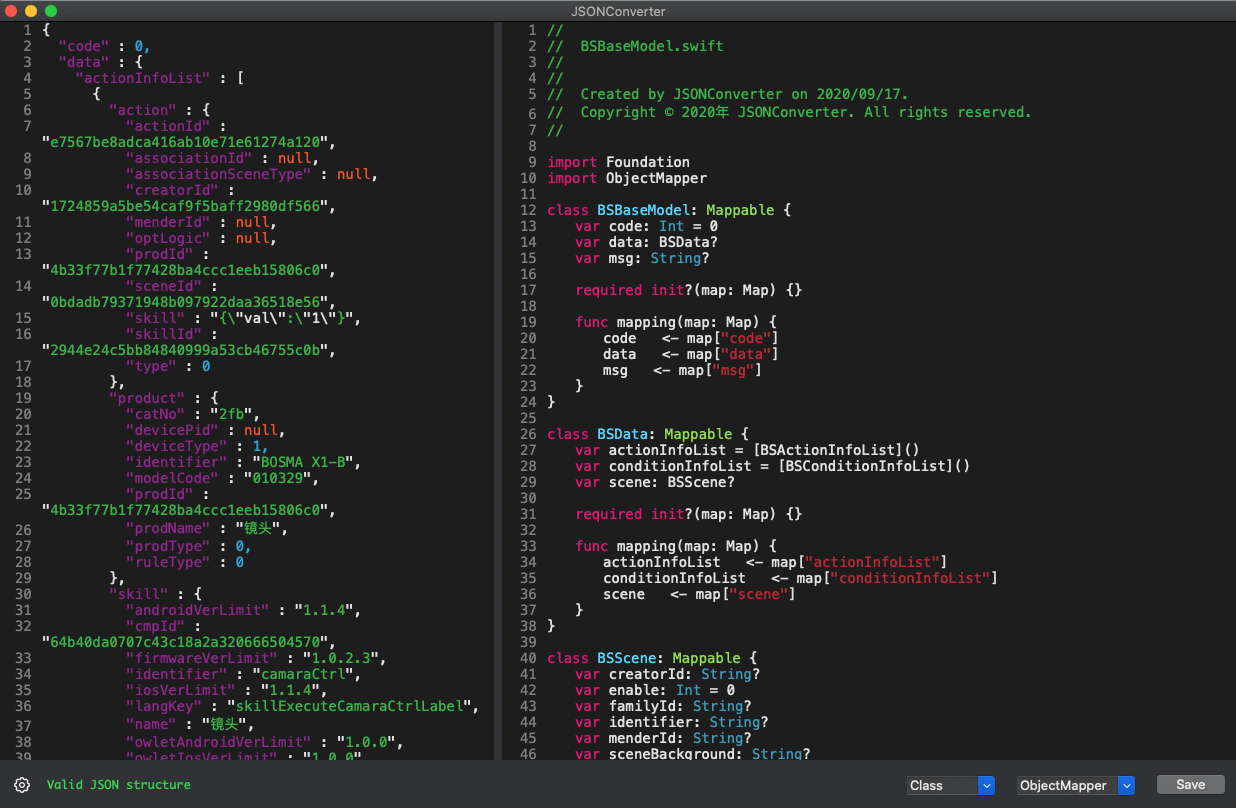 JSONConverter
1 {
2 "code" : 0,
3 "data" : {
4 "actionInfoList" : [
5 {
6 "action" : {
7 "actionId" :
"e7567be8adca416ab10e71e61274a120",
8 "associationId" : null,
9 "associationSceneType" : null,
10 "creatorId" :
"1724859a5be54caf9f5baff2980df566",
11 "menderId" : null,
12 "optLogic" : null,
13 "prodId" :
"4b33f77b1f77428ba4ccc1eeb15806c0",
14 "sceneId" :
"0bdadb79371948b097922daa36518e56",
15 "skill" : "{\"val\":\"1\"}",
16 "skillId" :
"2944e24c5bb84840999a53cb46755c0b",
17 "type" : 0
18 },
19 "product" : {
20 "catNo" : "2fb",
21 "devicePid" : null,
22 "deviceType" : 1,
23 "identifier" : "BOSMA X1-B",
24 "modelCode" : "010329",
25 "prodId" :
"4b33f77b1f77428ba4ccc1eeb15806c0",
26 "prodName" : "镜头",
27 "prodType" : 0,
28 "ruleType" : 0
29 },
30 "skill" : {
31 "androidVerLimit" : "1.1.4",
32 "cmpId" :
"64b40da0707c43c18a2a320666504570",
33 "firmwareVerLimit" : "1.0.2.3",
34 "identifier" : "camaraCtrl",
35 "iosVerLimit" : "1.1.4",
36 "langKey" : "skillExecuteCamaraCtrlLabel",
37 "name" : "镜头",
38 "owletAndroidVerLimit" : "1.0.0",
39 "owletIosVerLimit" : "1.0.0"
1 //
2 // BSBaseModel.swift
3 //
4 //
5 // Created by JSONConverter on 2020/09/17.
6 // Copyright © 2020年 JSONConverter. All rights reserved.
7 //
8
9 import Foundation
10 import ObjectMapper
11
12 class BSBaseModel: Mappable {
13 var code: Int = 0
14 var data: BSData?
15 var msg: String?
16
17 required init?(map: Map) {}
18
19 func mapping(map: Map) {
20 code <- map["code"]
21 data <- map["data"]
22 msg <- map["msg"]
23 }
24 }
25
26 class BSData: Mappable {
27 var actionInfoList = [BSActionInfoList]()
28 var conditionInfoList = [BSConditionInfoList]()
29 var scene: BSScene?
30
31 required init?(map: Map) {}
32
33 func mapping(map: Map) {
34 actionInfoList <- map["actionInfoList"]
35 conditionInfoList <- map["conditionInfoList"]
36 scene <- map["scene"]
37 }
38 }
39
40 class BSScene: Mappable {
41 var creatorId: String?
42 var enable: Int = 0
43 var familyId: String?
44 var identifier: String?
45 var menderId: String?
46 var sceneBackground: String?
Valid JSON structure
Class
ObjectMapper
Save